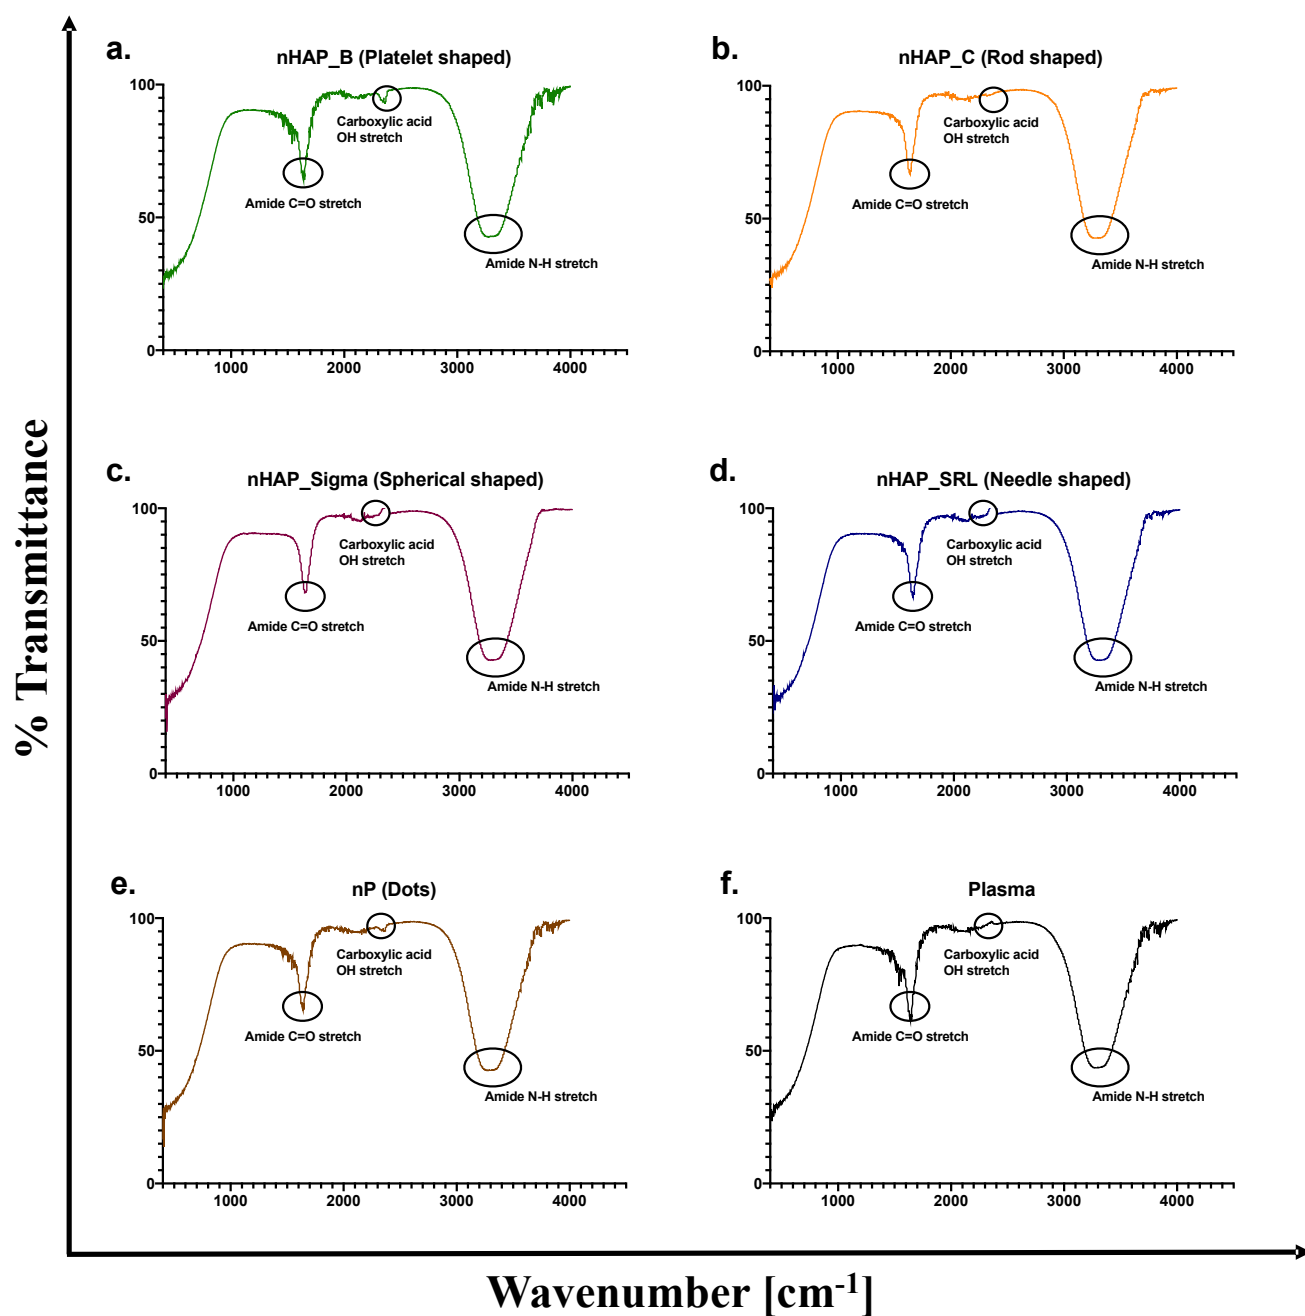 % Transmittance
a.
nHAP_B (Platelet shaped)
100
50
0
1000 2000 3000 4000
Carboxylic acid
OH stretch
Amide C=O stretch
Amide N-H stretch
b.
nHAP_C (Rod shaped)
100
50
0
1000 2000 3000 4000
Carboxylic acid
OH stretch
Amide C=O stretch
Amide N-H stretch
c.
nHAP_Sigma (Spherical shaped)
100
50
0
1000 2000 3000 4000
Carboxylic acid
OH stretch
Amide C=O stretch
Amide N-H stretch
d.
nHAP_SRL (Needle shaped)
100
50
0
1000 2000 3000 4000
Carboxylic acid
OH stretch
Amide C=O stretch
Amide N-H stretch
e.
nP (Dots)
100
50
0
1000 2000 3000 4000
Carboxylic acid
OH stretch
Amide C=O stretch
Amide N-H stretch
f.
Plasma
100
50
0
1000 2000 3000 4000
Carboxylic acid
OH stretch
Amide C=O stretch
Amide N-H stretch
Wavenumber [cm⁻¹]